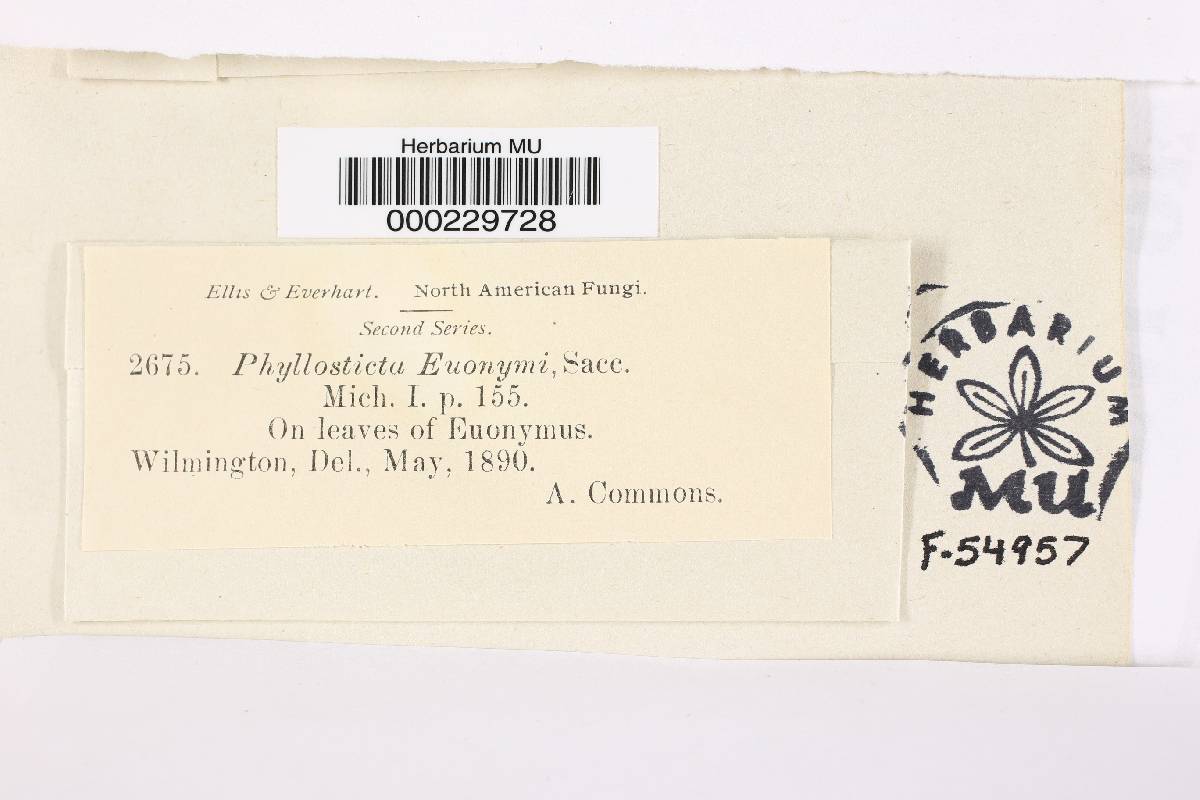 Herbarium MU
000229728
Ellis & Everhart. North American Fungi.
Second Series.
2675. Phyllosticta Euonymi, Sacc.
Mich. I. p. 155.
On leaves of Euonymus.
Wilmington, Del., May, 1890.
A. Commons.
HERBARIUM
MU
F-54957